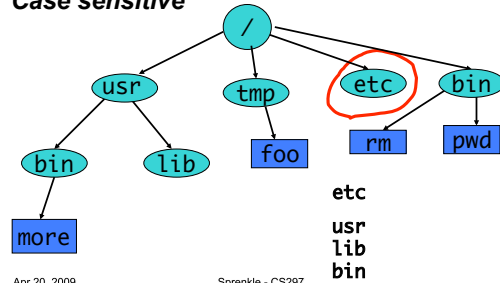 Case sensitive
/
usr
tmp
etc
bin
bin
lib
foo
rm
pwd
more
etc
usr
lib
bin
Apr 20, 2009
Sprenkle - CS297